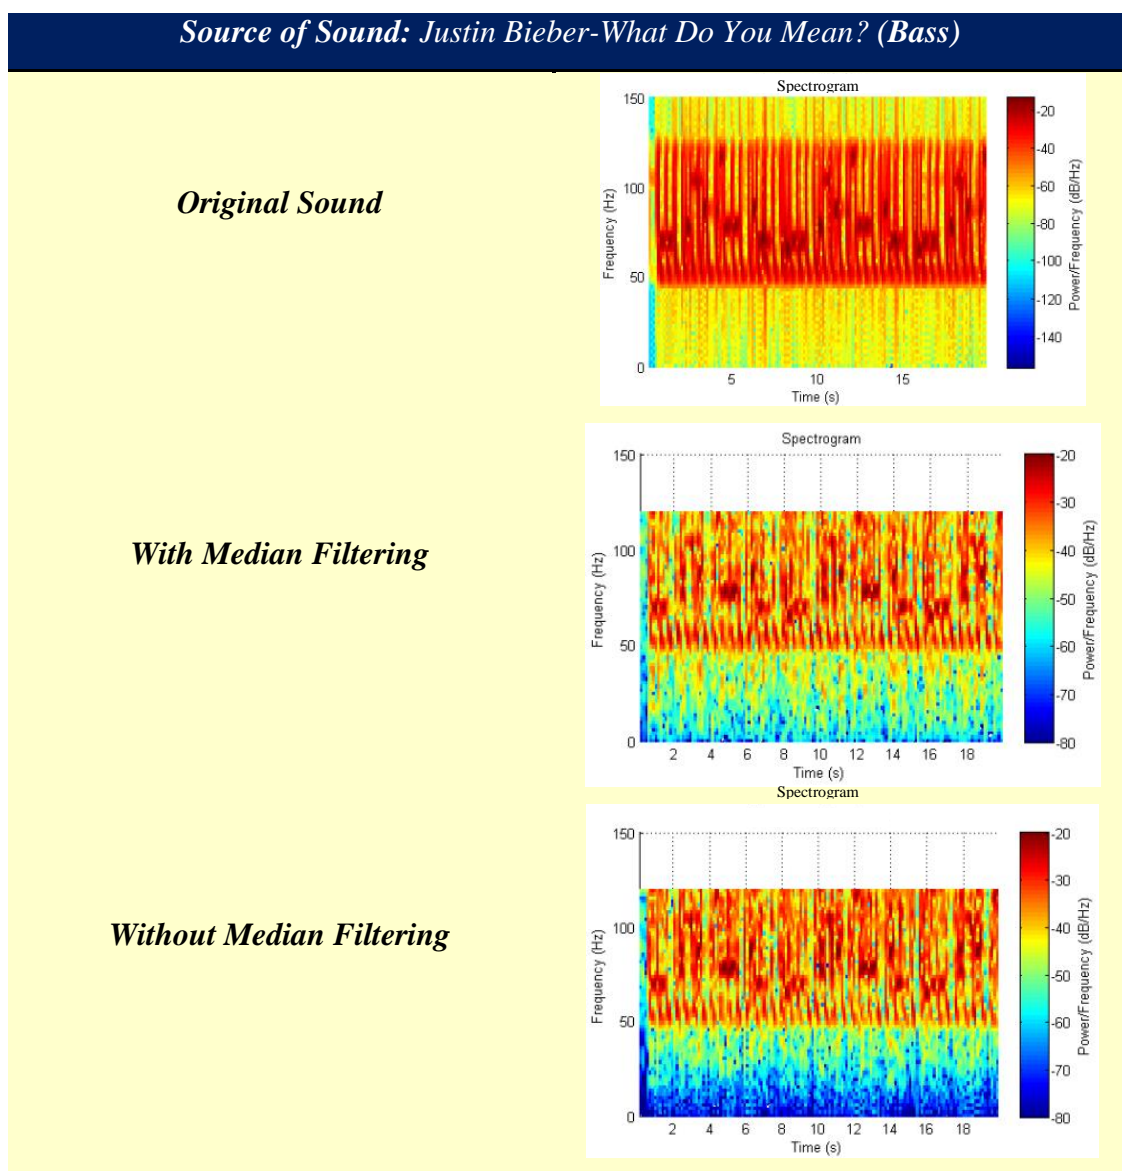 Source of Sound: Justin Bieber-What Do You Mean? (Bass)
Original Sound
Spectrogram
150
100
50
0
5 10 15
Time (s)
Frequency (Hz)
-20
-40
-60
-80
-100
-120
-140
Power/Frequency (dB/Hz)
With Median Filtering
Spectrogram
150
100
50
0
2 4 6 8 10 12 14 16 18
Time (s)
Frequency (Hz)
-20
-30
-40
-50
-60
-70
-80
Power/Frequency (dB/Hz)
Without Median Filtering
Spectrogram
150
100
50
0
2 4 6 8 10 12 14 16 18
Time (s)
Frequency (Hz)
-20
-30
-40
-50
-60
-70
-80
Power/Frequency (dB/Hz)